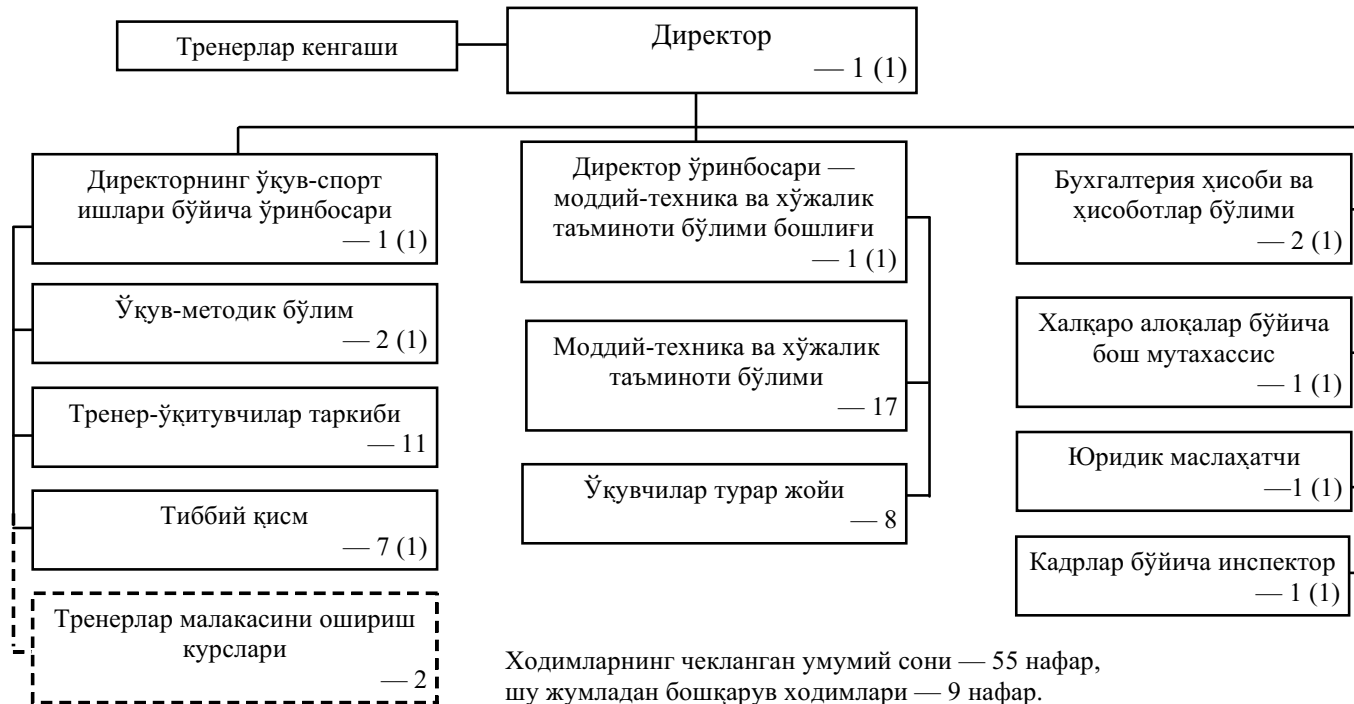 Тренерлар кенгаши
Директор
— 1 (1)
Директорнинг ўқув-спорт
ишлари бўйича ўринбосари
— 1 (1)
Ўқув-методик бўлим
— 2 (1)
Тренер-ўқитувчилар таркиби
— 11
Тиббий қисм
— 7 (1)
Тренерлар малакасини ошириш
курслари
— 2
Директор ўринбосари —
моддий-техника ва хўжалик
таъминоти бўлими бошлиғи
— 1 (1)
Моддий-техника ва хўжалик
таъминоти бўлими
— 17
Ўқувчилар турар жойи
— 8
Бухгалтерия ҳисоби ва
ҳисоботлар бўлими
— 2 (1)
Халқаро алоқалар бўйича
бош мутахассис
— 1 (1)
Юридик маслаҳатчи
—1 (1)
Кадрлар бўйича инспектор
— 1 (1)
Ходимларнинг чекланган умумий сони — 55 нафар,
шу жумладан бошқарув ходимлари — 9 нафар.